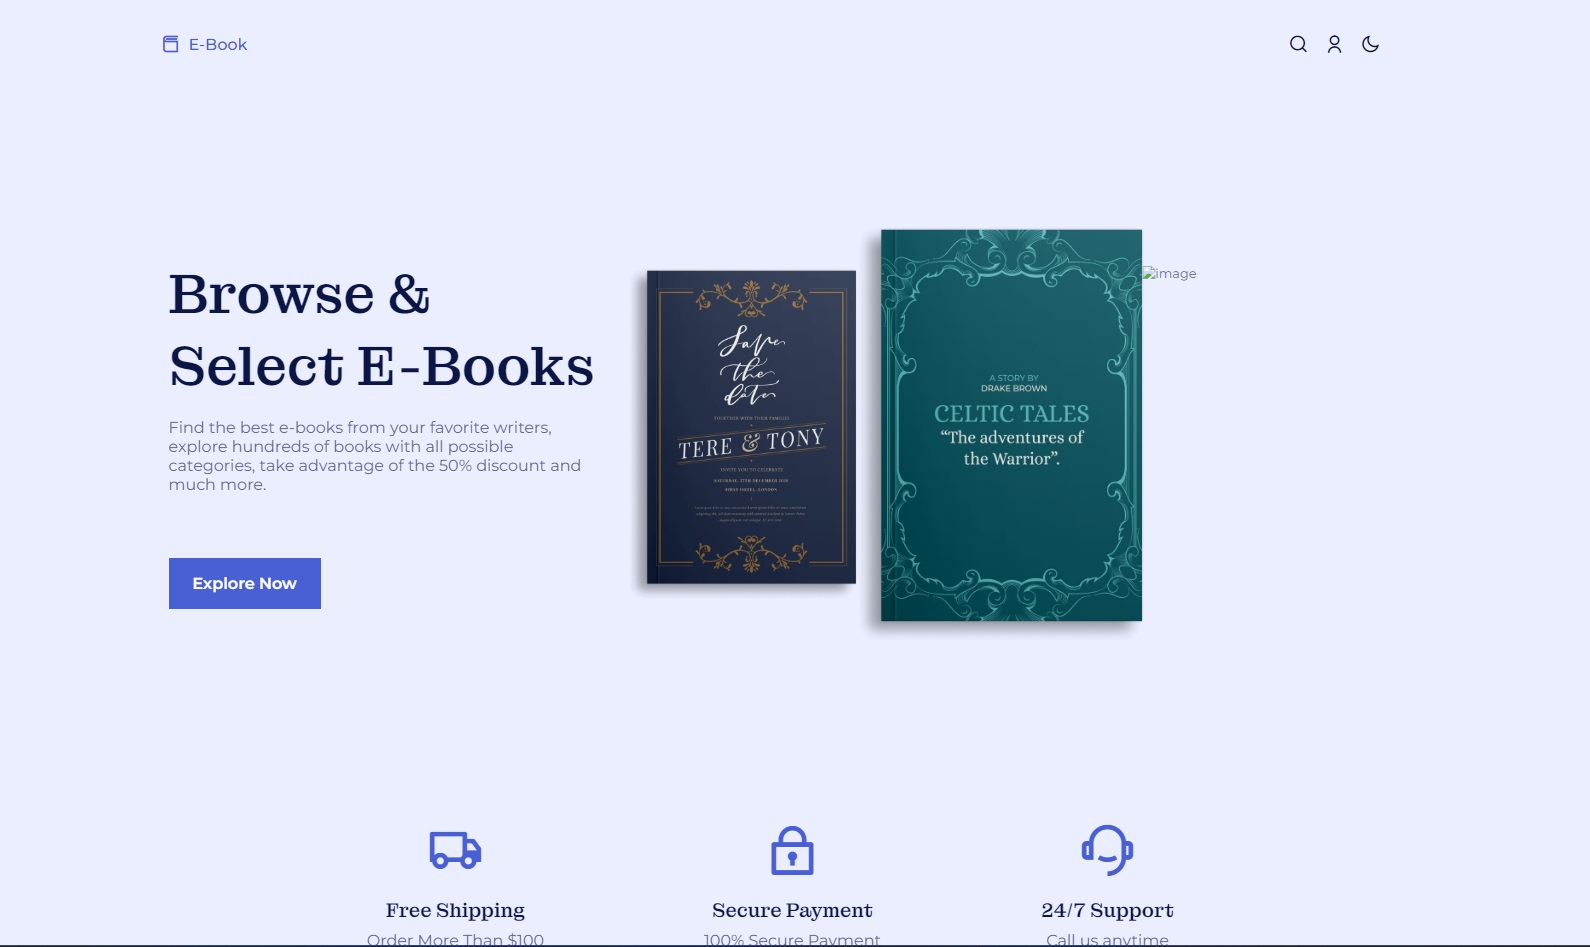 E-Book
Browse &
Select E-Books
Find the best e-books from your favorite writers,
explore hundreds of books with all possible
categories, take advantage of the 50% discount and
much more.
Explore Now
Save
the
date
TOGETHER WITH THEIR FAMILIES
TERE & TONY
INVITE YOU TO CELEBRATE
A STORY BY
DRAKE BROWN
CELTIC TALES
“The adventures of
the Warrior”.
image
Free Shipping
Order More Than $100
Secure Payment
100% Secure Payment
24/7 Support
Call us anytime